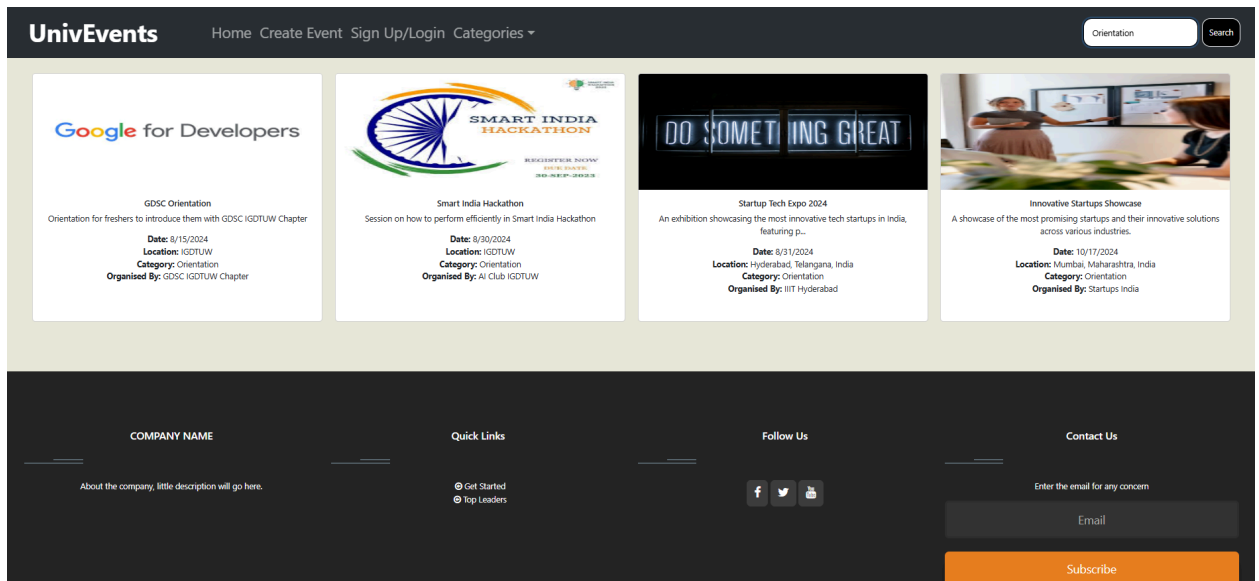 UnivEvents
Home Create Event Sign Up/Login Categories
Orientation
Search
Google for Developers
GDSC Orientation
Orientation for freshers to introduce them with GDSC IGDTUW Chapter
Date: 8/15/2024
Location: IGDTUW
Category: Orientation
Organised By: GDSC IGDTUW Chapter
SMART INDIA
HACKATHON
REGISTER NOW
DUE DATE
30-SEP-2023
Smart India Hackathon
Session on how to perform efficiently in Smart India Hackathon
Date: 8/30/2024
Location: IGDTUW
Category: Orientation
Organised By: AI Club IGDTUW
DO SOMETHING GREAT
Startup Tech Expo 2024
An exhibition showcasing the most innovative tech startups in India,
featuring p...
Date: 8/31/2024
Location: Hyderabad, Telangana, India
Category: Orientation
Organised By: IIIT Hyderabad
Innovative Startups Showcase
A showcase of the most promising startups and their innovative solutions
across various industries.
Date: 10/17/2024
Location: Mumbai, Maharashtra, India
Category: Orientation
Organised By: Startups India
COMPANY NAME
About the company, little description will go here.
Quick Links
Get Started
Top Leaders
Follow Us
Contact Us
Enter the email for any concern
Email
Subscribe